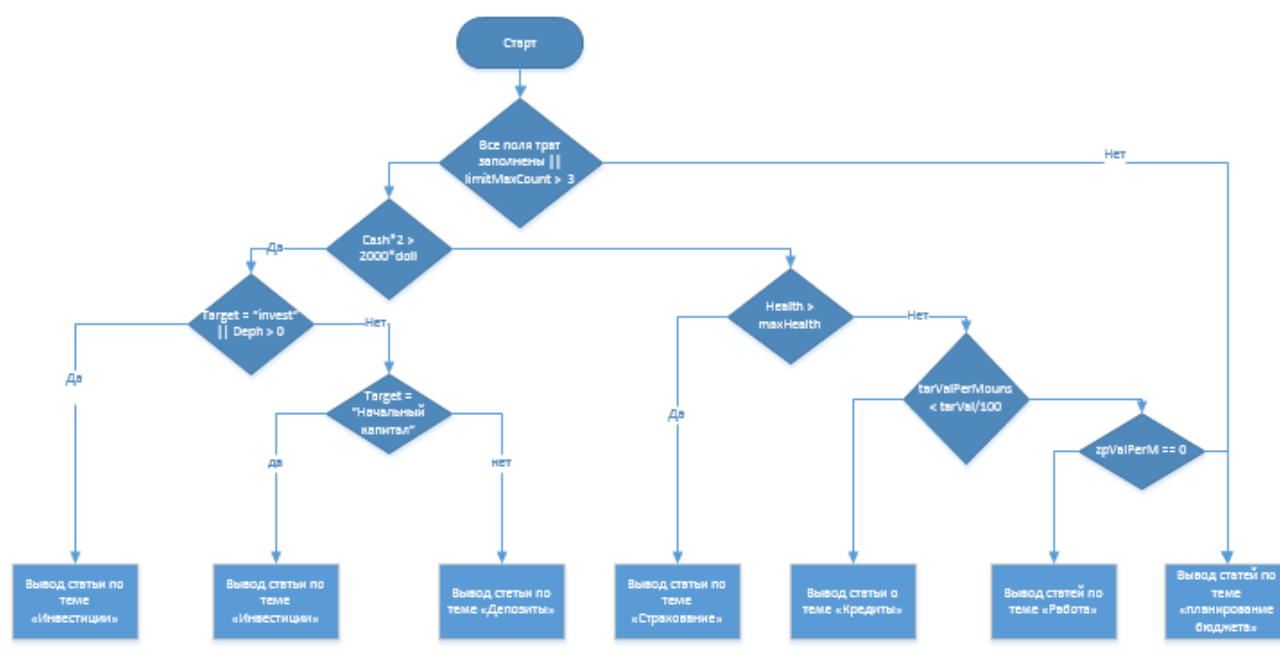 Старт
Все поля трат
заполнены ||
limitMaxCount > 3
Нет
Cash*2 >
2000*doll
Да
Target = "invest"
|| Deph > 0
Нет
Health >
maxHealth
Нет
Да
Target =
"Начальный
капитал"
tarValPerMouns
< tarVal/100
Да
zpValPerM == 0
да
нет
Вывод статьи по
теме
«Инвестиции»
Вывод статьи по
теме
«Инвестиции»
Вывод стетьи по
теме «Депозиты»
Вывод статьи по
теме
«Страхование»
Вывод статьи о
теме «Кредиты»
Вывод статей по
теме «Работа»
Вывод статей по
теме
«планирование
бюджета»